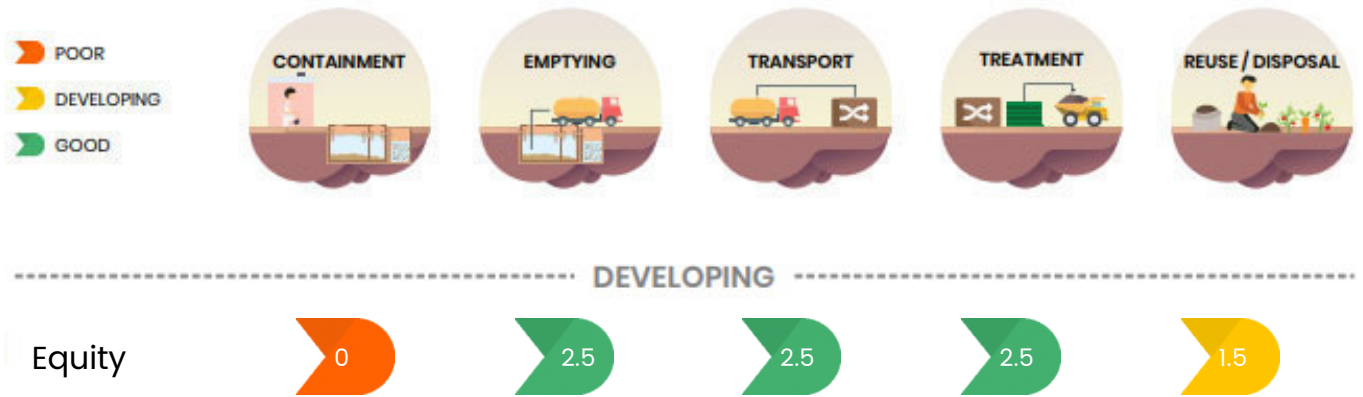 POOR
DEVELOPING
GOOD
CONTAINMENT
EMPTYING
TRANSPORT
TREATMENT
REUSE / DISPOSAL
DEVELOPING
Equity
0
2.5
2.5
2.5
1.5